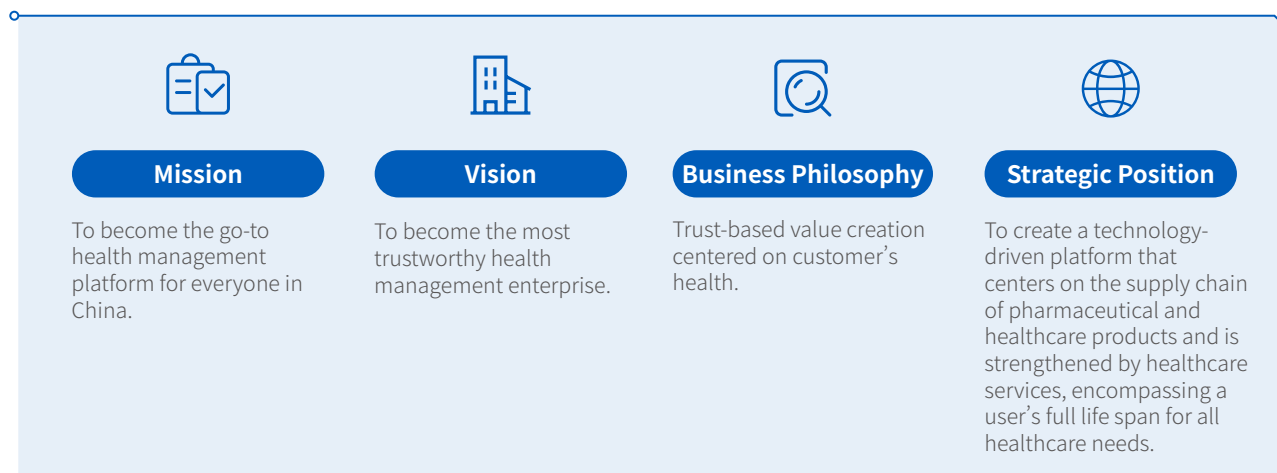 Mission
To become the go-to
health management
platform for everyone in
China.
Vision
To become the most
trustworthy health
management enterprise.
Business Philosophy
Trust-based value creation
centered on customer’s
health.
Strategic Position
To create a technology-
driven platform that
centers on the supply chain
of pharmaceutical and
healthcare products and is
strengthened by healthcare
services, encompassing a
user’s full life span for all
healthcare needs.